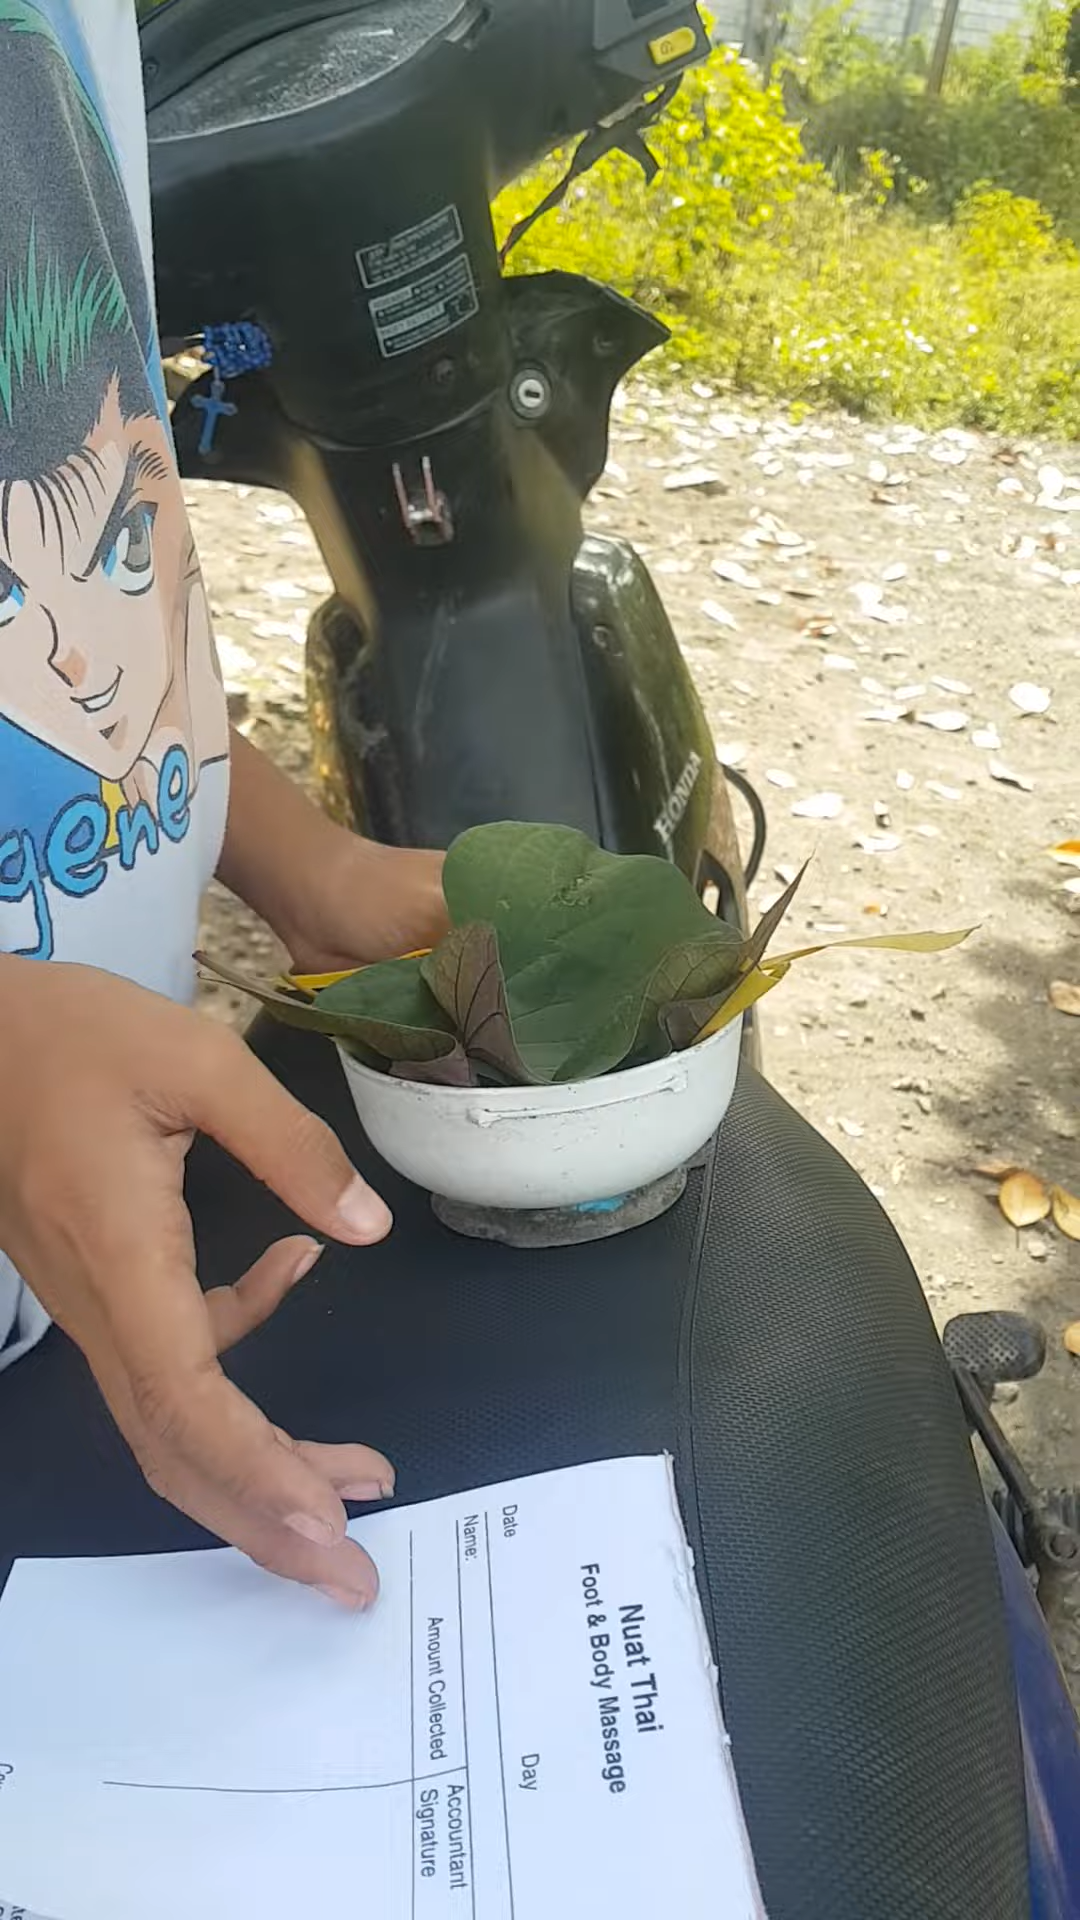 gene
HONDA
Nuat Thai
Foot & Body Massage
Date Day
Name:
Amount Collected Accountant Signature